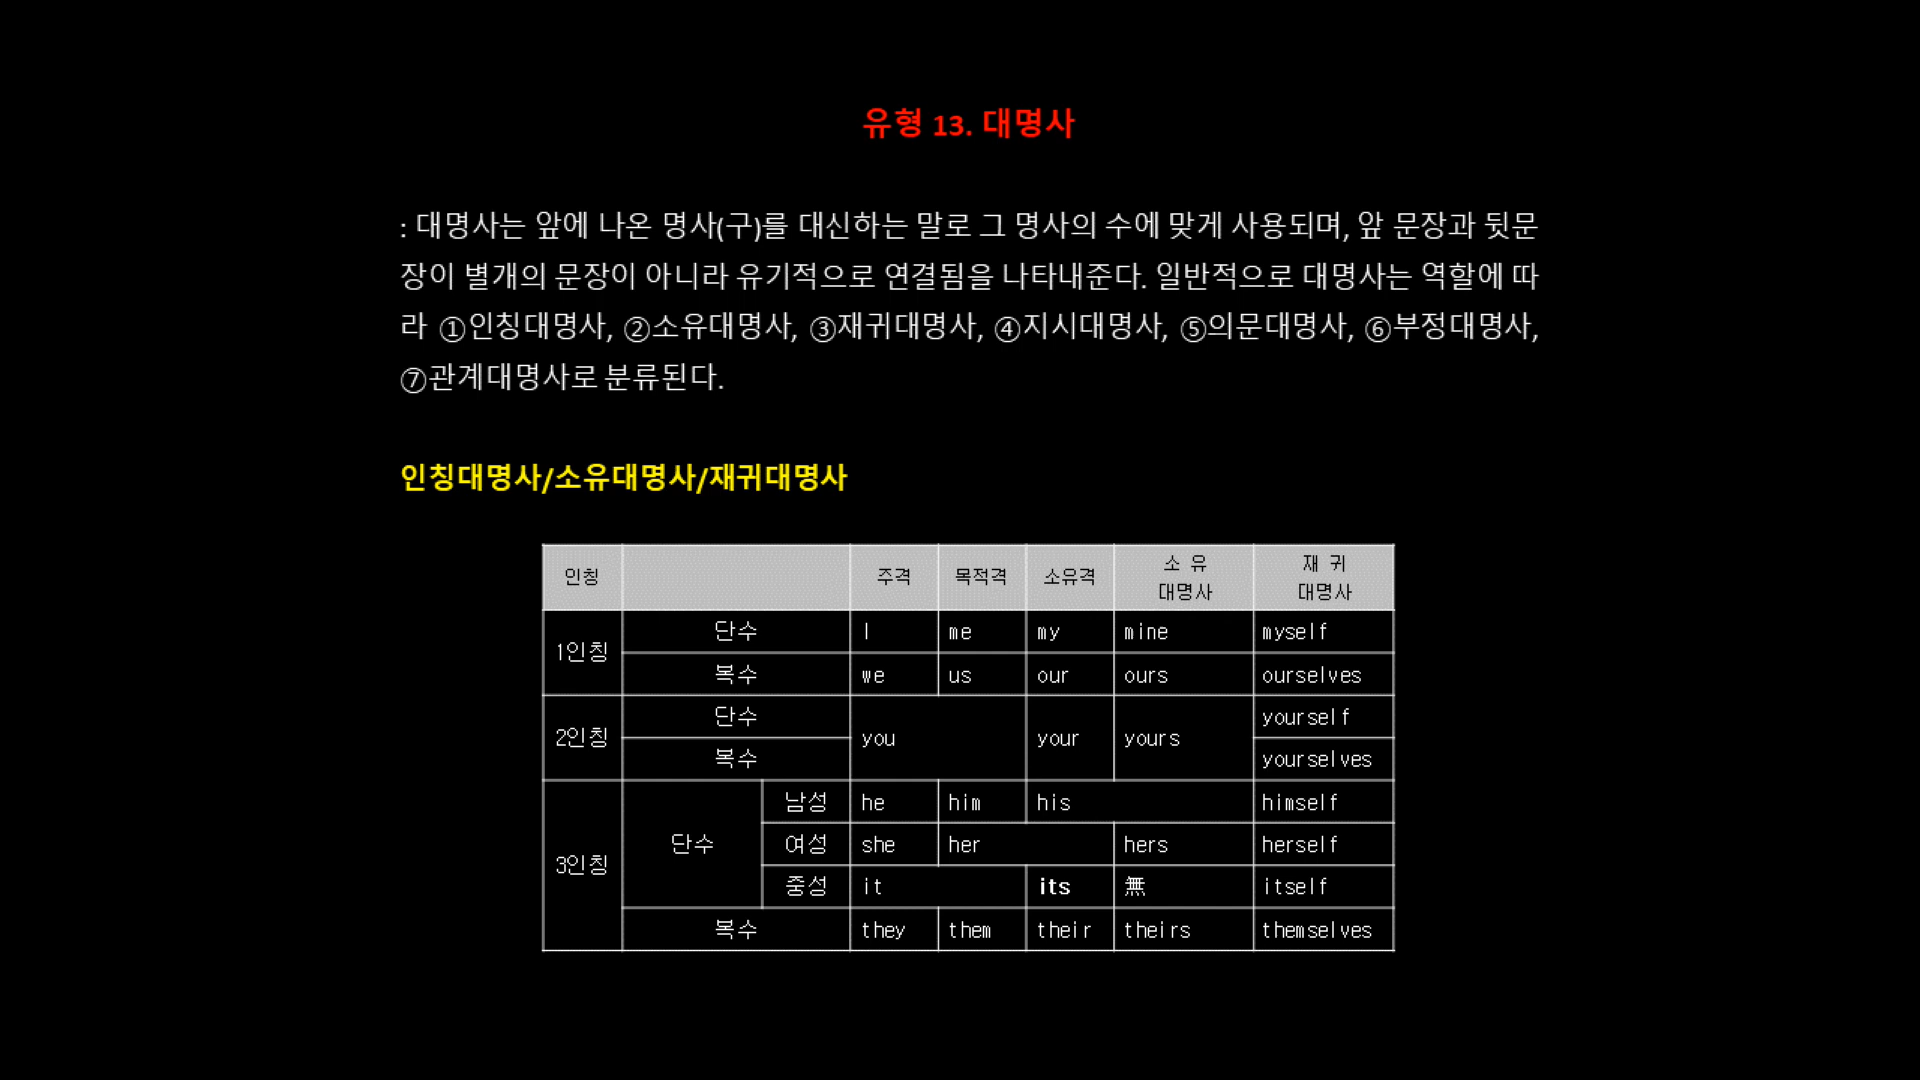 유형 13. 대명사
: 대명사는 앞에 나온 명사(구)를 대신하는 말로 그 명사의 수에 맞게 사용되며, 앞 문장과 뒷문
장이 별개의 문장이 아니라 유기적으로 연결됨을 나타내준다. 일반적으로 대명사는 역할에 따
라 ①인칭대명사, ②소유대명사, ③재귀대명사, ④지시대명사, ⑤의문대명사, ⑥부정대명사,
⑦관계대명사로 분류된다.
인칭대명사/소유대명사/재귀대명사
인칭 주격 목적격 소유격 소 유 대명사 재 귀 대명사
1인칭 단수 I me my mine myself
복수 we us our ours ourselves
2인칭 단수 you your yours yourself
복수 yourselves
3인칭 단수 남성 he him his himself
여성 she her hers herself
중성 it its 無 itself
복수 they them their theirs themselves